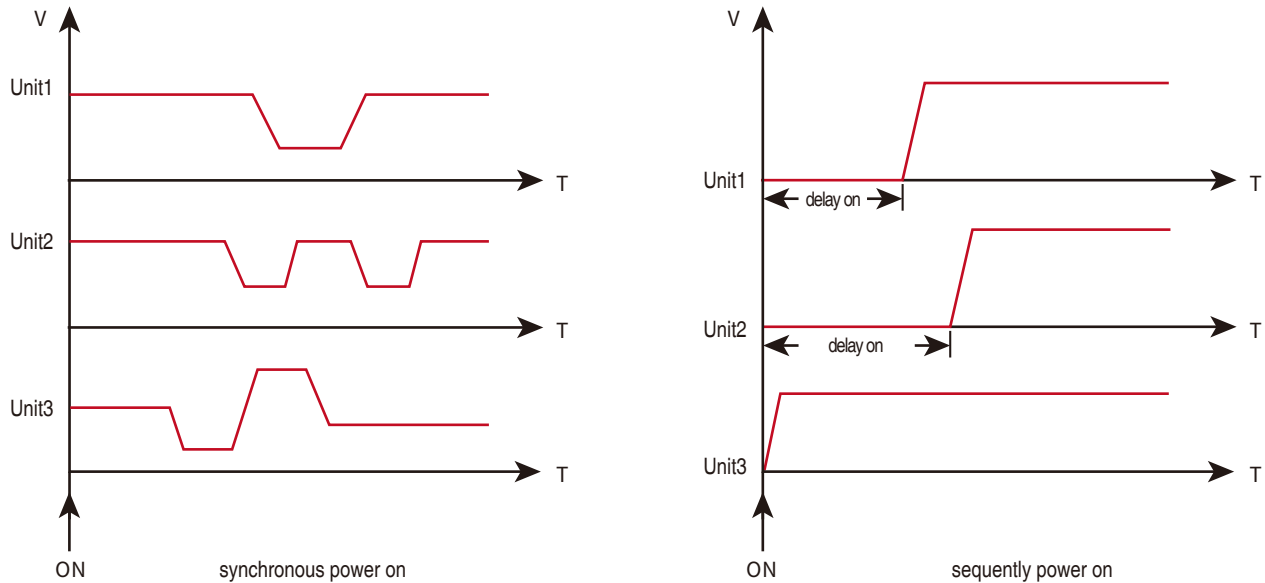 V
Unit1
T
Unit2
T
Unit3
T
ON
synchronous power on
V
Unit1
T
delay on
Unit2
T
delay on
Unit3
T
ON
sequently power on